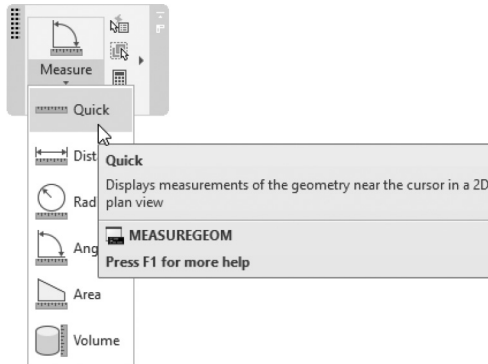 Measure
Quick
Dist
Quick
Displays measurements of the geometry near the cursor in a 2D
plan view
Rad
MEASUREGEOM
Ang
Press F1 for more help
Area
Volume